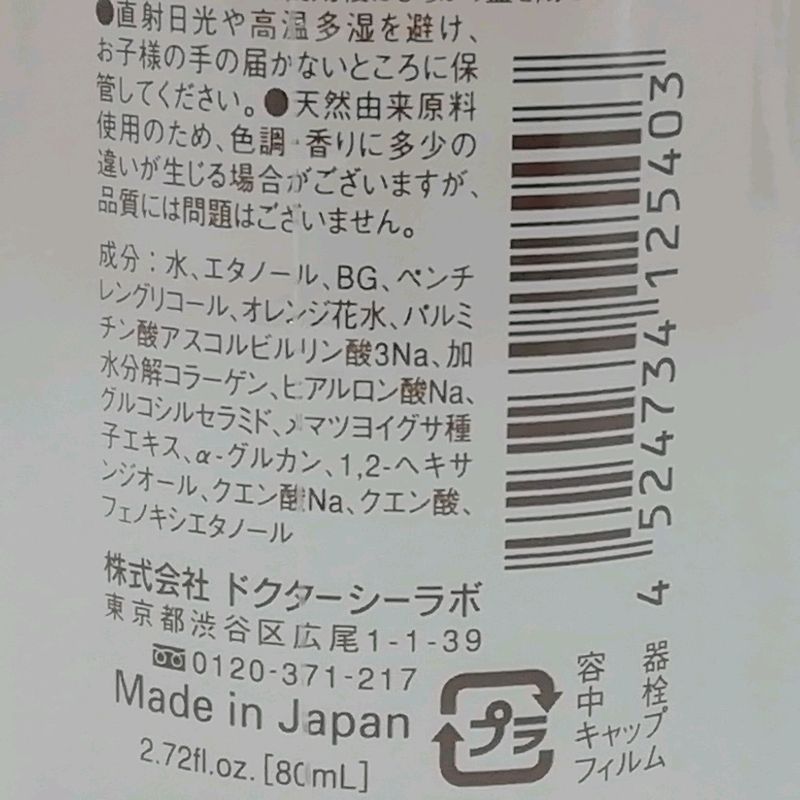 ●直射日光や高温多湿を避け、
お子様の手の届かないところに保
管してください。●天然由来原料
使用のため、色調・香りに多少の
違いが生じる場合がございますが、
品質には問題はございません。
成分：水、エタノール、BG、ペンチ
レングリコール、オレンジ花水、パルミ
チン酸アスコルビルリン酸3Na、加
水分解コラーゲン、ヒアルロン酸Na、
グルコシルセラミド、メマツヨイグサ種
子エキス、α-グルカン、1,2-ヘキサ
ンジオール、クエン酸Na、クエン酸、
フェノキシエタノール
株式会社 ドクターシーラボ
東京都渋谷区広尾1-1-39
0120-371-217
Made in Japan
2.72fl.oz. [80mL]
4 524734 125403
プラ
容器
中栓
キャップ
フィルム